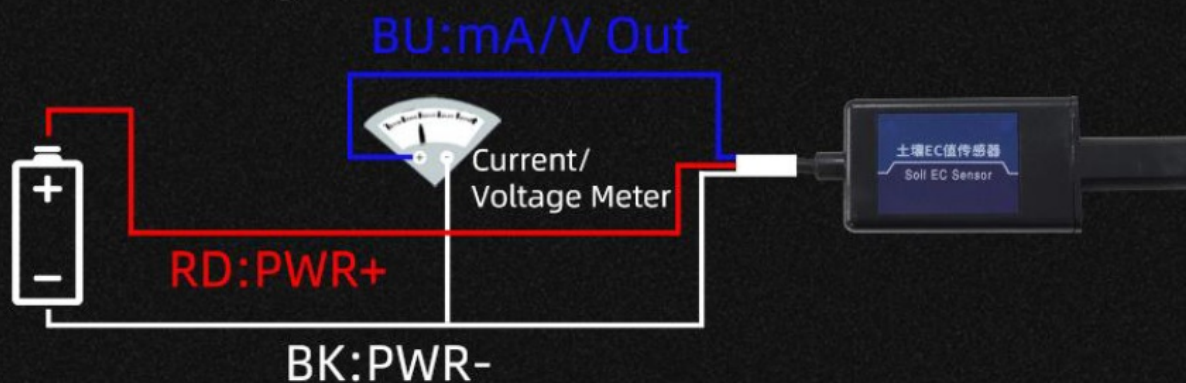 BU:mA/V Out
Current/
Voltage Meter
土壤EC值传感器
Soil EC Sensor
RD:PWR+
BK:PWR-